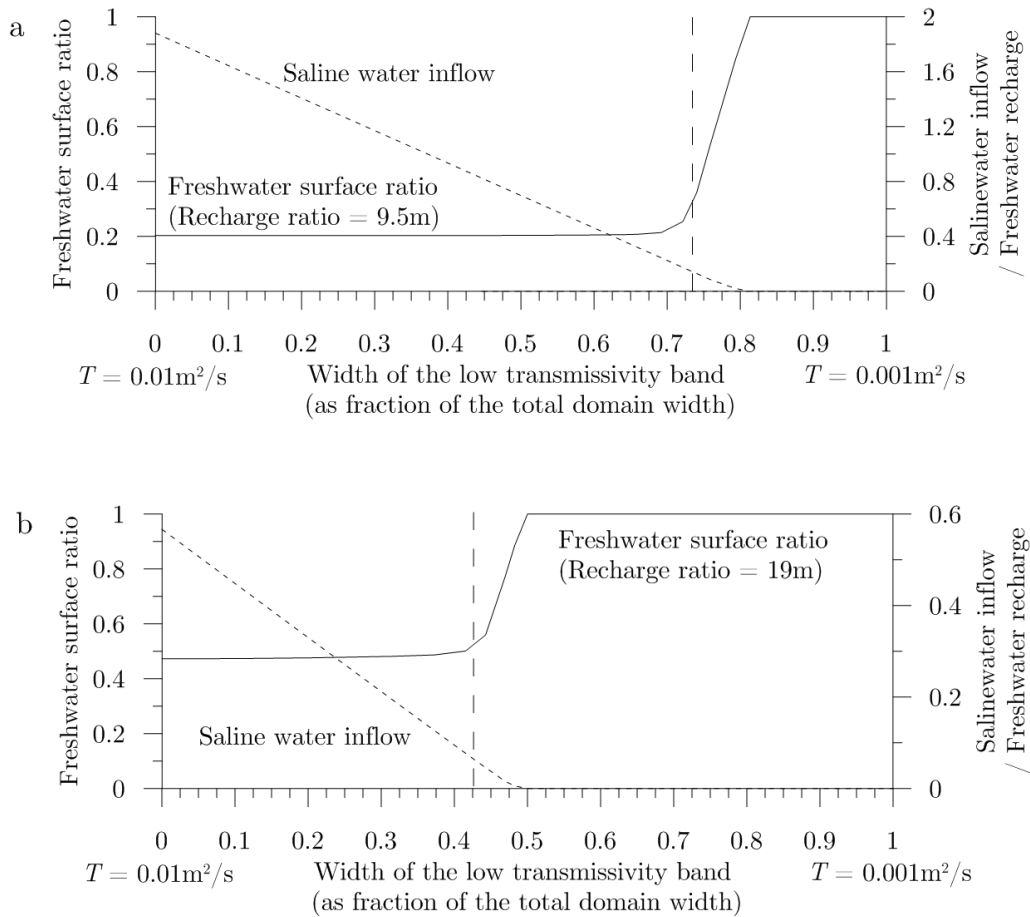 a
Freshwater surface ratio
1
0.8
0.6
0.4
0.2
0
Saline water inflow
Freshwater surface ratio
(Recharge ratio = 9.5m)
2
1.6
1.2
0.8
0.4
0
Salinewater inflow
/ Freshwater recharge
0 0.1 0.2 0.3 0.4 0.5 0.6 0.7 0.8 0.9 1
T = 0.01m²/s Width of the low transmissivity band T = 0.001m²/s
(as fraction of the total domain width)
b
Freshwater surface ratio
1
0.8
0.6
0.4
0.2
0
Freshwater surface ratio
(Recharge ratio = 19m)
Saline water inflow
0.6
0.4
0.2
0
Salinewater inflow
/ Freshwater recharge
0 0.1 0.2 0.3 0.4 0.5 0.6 0.7 0.8 0.9 1
T = 0.01m²/s Width of the low transmissivity band T = 0.001m²/s
(as fraction of the total domain width)